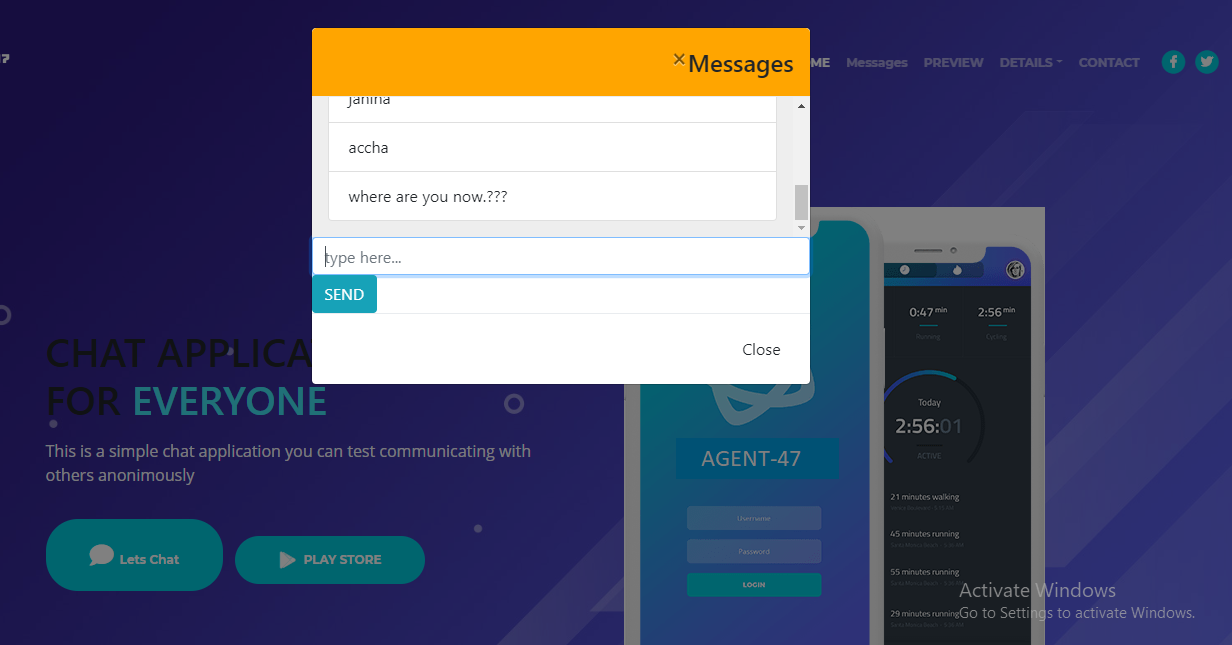 ×Messages
ME
Messages
PREVIEW
DETAILS
CONTACT
janina
accha
where are you now.???
type here...
SEND
Close
CHAT APPLICA
FOR EVERYONE
This is a simple chat application you can test communicating with
others anonimously
Lets Chat
PLAY STORE
AGENT-47
Username
Password
LOGIN
0:47 min
2:56 min
Running
Cycling
Today
2:56:01
ACTIVE
21 minutes walking
45 minutes running
55 minutes running
29 minutes running
Activate Windows
Go to Settings to activate Windows.